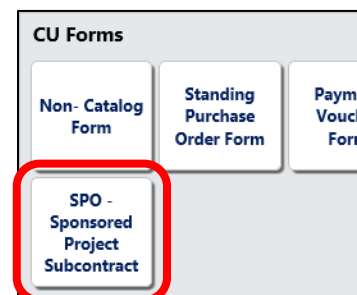 CU Forms
Non- Catalog
Form
Standing
Purchase
Order Form
SPO -
Sponsored
Project
Subcontract